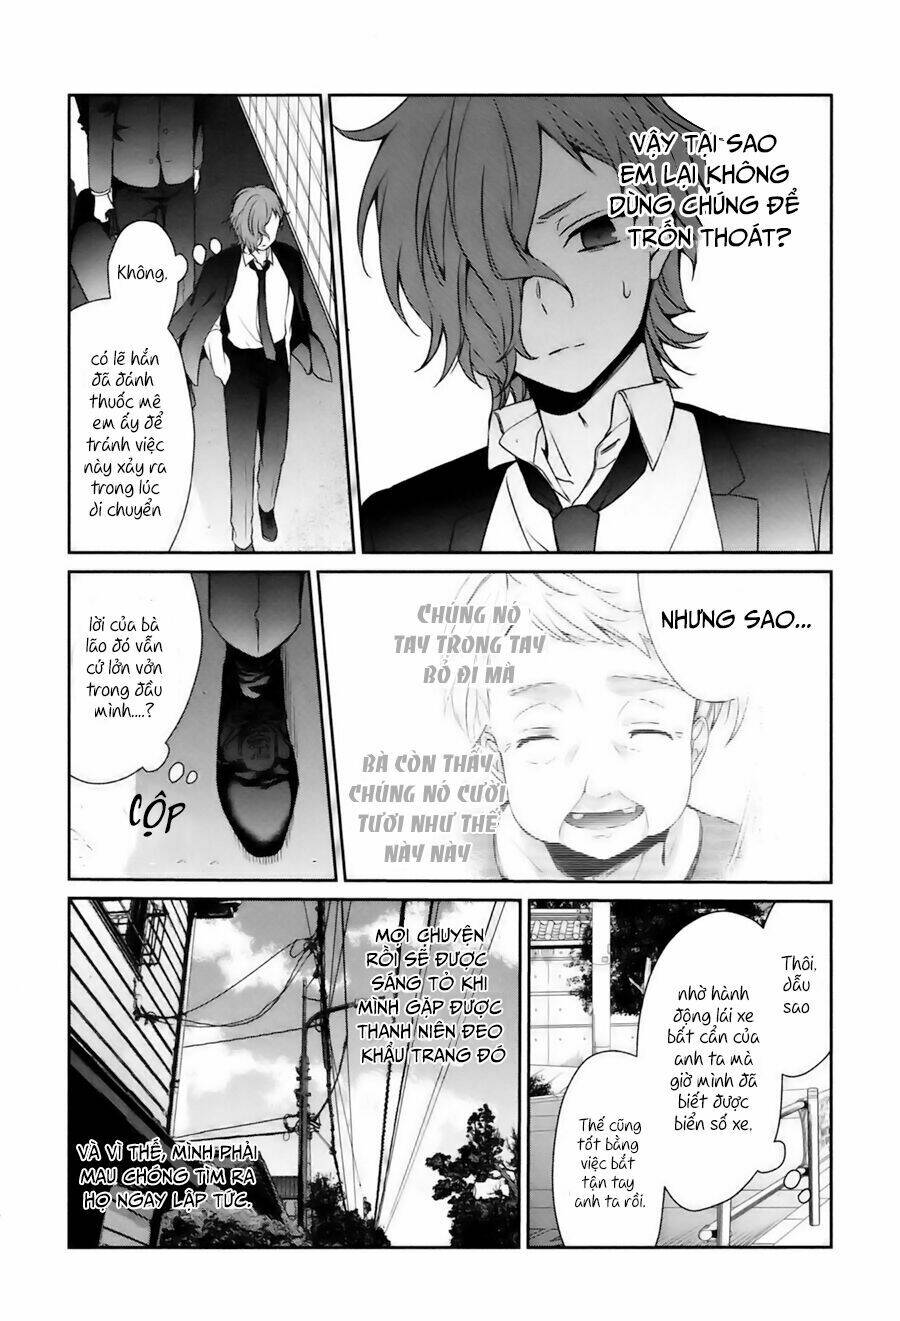 VẬY TẠI SAO
EM LẠI KHÔNG
DÙNG CHÚNG ĐỂ
TRỐN THOÁT?
Không,
có lẽ hắn
đã đánh
thuốc mê
em ấy để
tránh việc
này xảy ra
trong lúc
di chuyển
NHƯNG SAO...
CHÚNG NÓ
TAY TRONG TAY
BỎ ĐI MÀ
BÀ CÒN THẤY
CHÚNG NÓ CƯỜI
TƯƠI NHƯ THẾ
NÀY NÀY
lời của bà
lão đó vẫn
cứ lởn vởn
trong đầu
mình....?
CỘP
Thôi,
dẫu
sao
nhờ hành
động lái xe
bất cẩn của
anh ta mà
giờ mình đã
biết được
biển số xe.
Thế cũng
tốt bằng
việc bắt
tận tay
anh ta rồi.
MỌI CHUYỆN
RỒI SẼ ĐƯỢC
SÁNG TỎ KHI
MÌNH GẶP ĐƯỢC
THANH NIÊN ĐEO
KHẨU TRANG ĐÓ
VÀ VÌ THẾ, MÌNH PHẢI
MAU CHÓNG TÌM RA
HỌ NGAY LẬP TỨC.